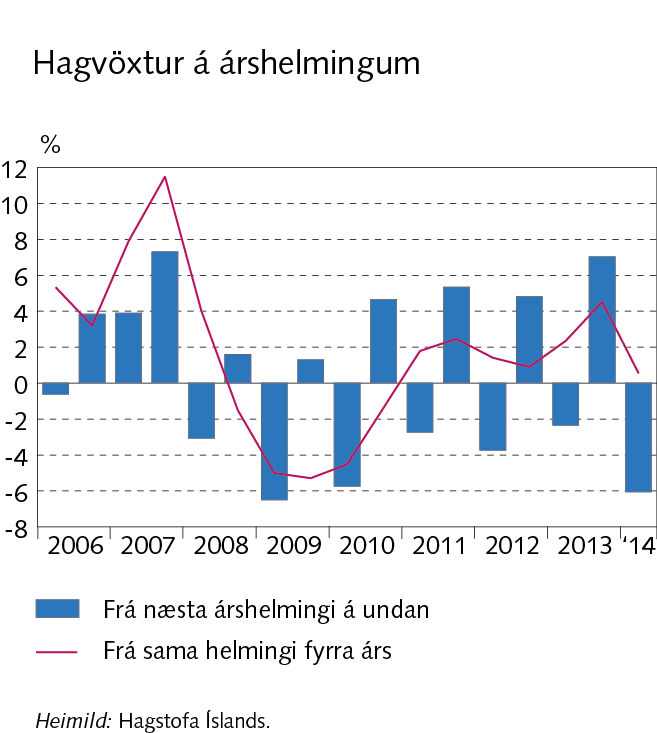 Hagvöxtur á árshelmingum
%
12
10
8
6
4
2
0
-2
-4
-6
-8
2006 2007 2008 2009 2010 2011 2012 2013 '14
Frá næsta árshelmingi á undan
Frá sama helmingi fyrra árs
Heimild: Hagstofa Íslands.